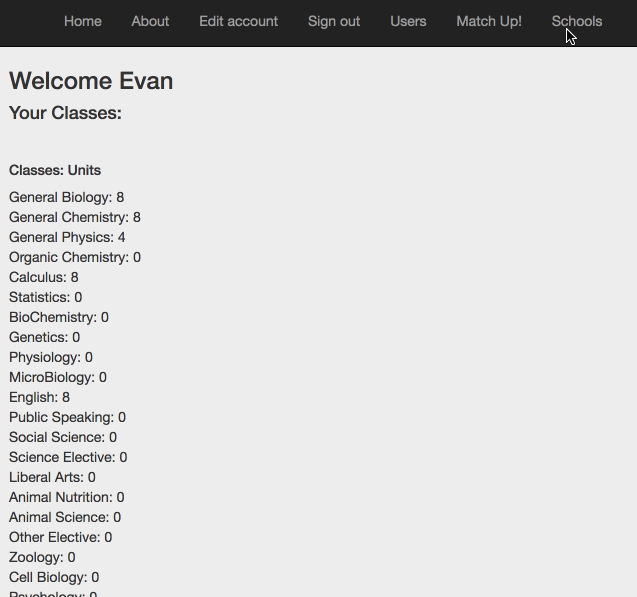 Home About Edit account Sign out Users Match Up! Schools
Welcome Evan
Your Classes:
Classes: Units
General Biology: 8
General Chemistry: 8
General Physics: 4
Organic Chemistry: 0
Calculus: 8
Statistics: 0
BioChemistry: 0
Genetics: 0
Physiology: 0
MicroBiology: 0
English: 8
Public Speaking: 0
Social Science: 0
Science Elective: 0
Liberal Arts: 0
Animal Nutrition: 0
Animal Science: 0
Other Elective: 0
Zoology: 0
Cell Biology: 0
Psychology: 0